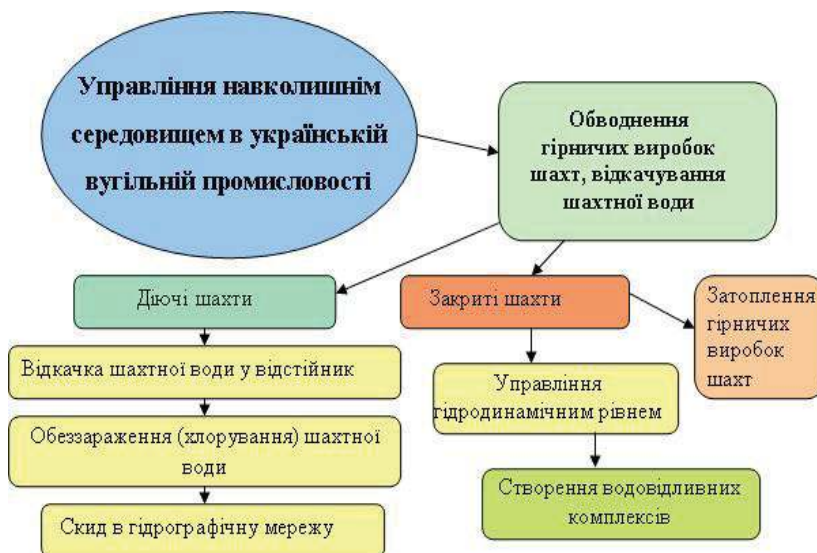 Управління навколишнім
середовищем в українській
вугільній промисловості
Обводнення
гірничих виробок
шахт, відкачування
шахтної води
Діючі шахти
Закриті шахти
Затоплення
гірничих
виробок
шахт
Відкачка шахтної води у відстійник
Управління
гідродинамічним рівнем
Обеззараження (хлорування) шахтної
води
Створення водовідливних
комплексів
Скид в гідрографічну мережу